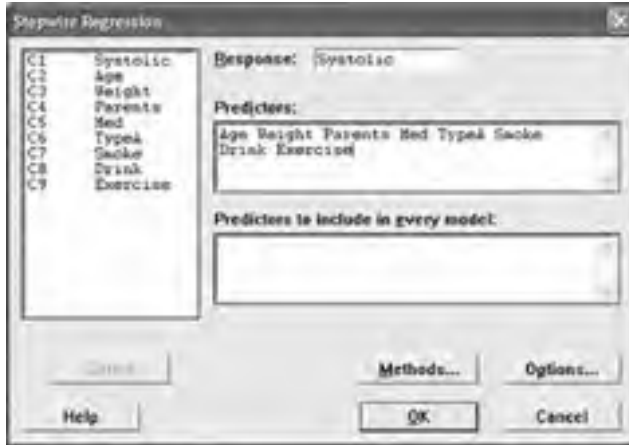 Stepwise Regression
C1 Systolic
C2 Age
C3 Weight
C4 Parents
C5 Med
C6 TypeA
C7 Smoke
C8 Drink
C9 Exercise
Response: Systolic
Predictors:
Age Weight Parents Med TypeA Smoke
Drink Exercise
Predictors to include in every model:
Select
Methods...
Options...
Help
OK
Cancel